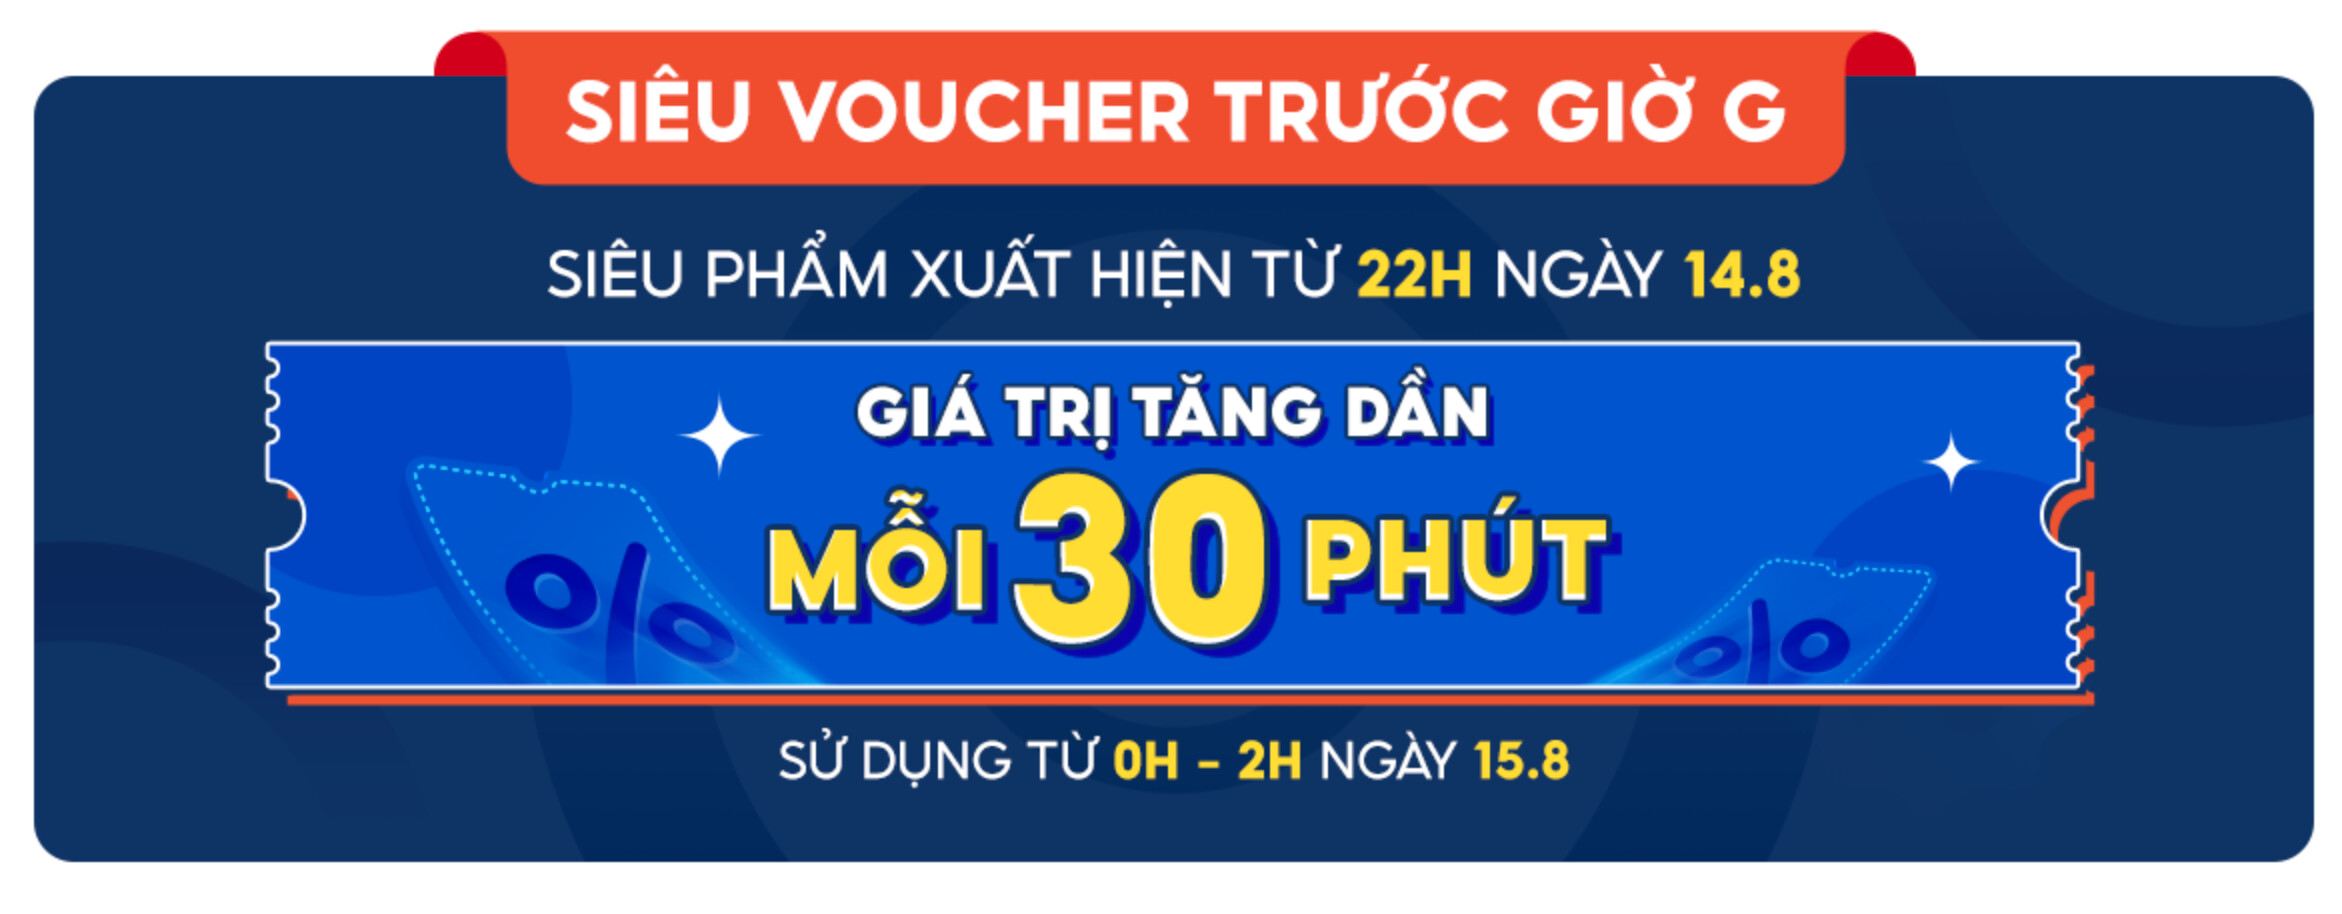 SIÊU VOUCHER TRƯỚC GIỜ G
SIÊU PHẨM XUẤT HIỆN TỪ 22H NGÀY 14.8
GIÁ TRỊ TĂNG DẦN
MỖI 30 PHÚT
%
%
SỬ DỤNG TỪ 0H - 2H NGÀY 15.8